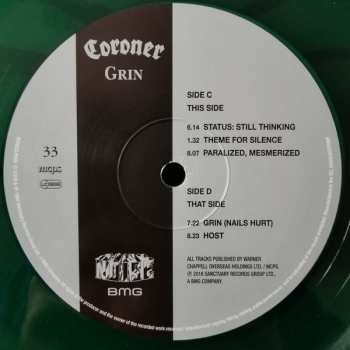 Coroner
GRIN
SIDE C
THIS SIDE
33
6.14 STATUS: STILL THINKING
1.32 THEME FOR SILENCE
8.07 PARALIZED, MESMERIZED
mcps
SIDE D
THAT SIDE
7.22 GRIN (NAILS HURT)
8.23 HOST
ALL TRACKS PUBLISHED BY WARNER
CHAPPELL OVERSEAS HOLDINGS LTD. / MCPS.
℗ 2018 SANCTUARY RECORDS GROUP LTD.,
A BMG COMPANY.
BMG